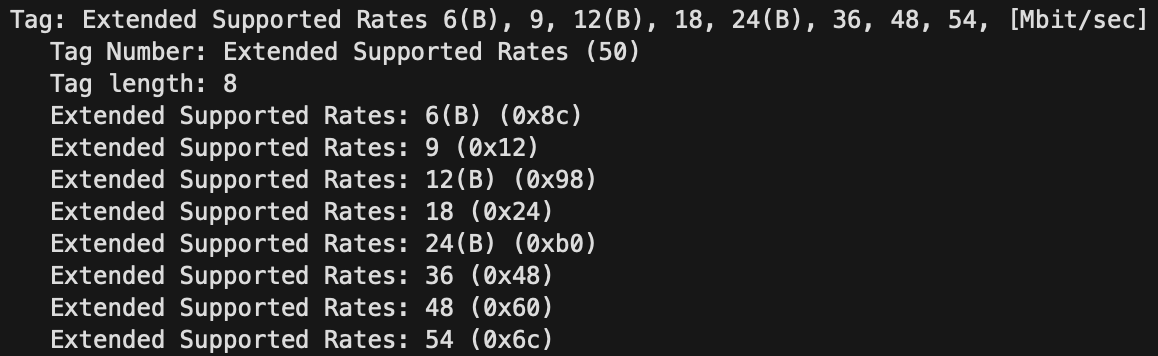 Tag: Extended Supported Rates 6(B), 9, 12(B), 18, 24(B), 36, 48, 54, [Mbit/sec]
Tag Number: Extended Supported Rates (50)
Tag length: 8
Extended Supported Rates: 6(B) (0x8c)
Extended Supported Rates: 9 (0x12)
Extended Supported Rates: 12(B) (0x98)
Extended Supported Rates: 18 (0x24)
Extended Supported Rates: 24(B) (0xb0)
Extended Supported Rates: 36 (0x48)
Extended Supported Rates: 48 (0x60)
Extended Supported Rates: 54 (0x6c)